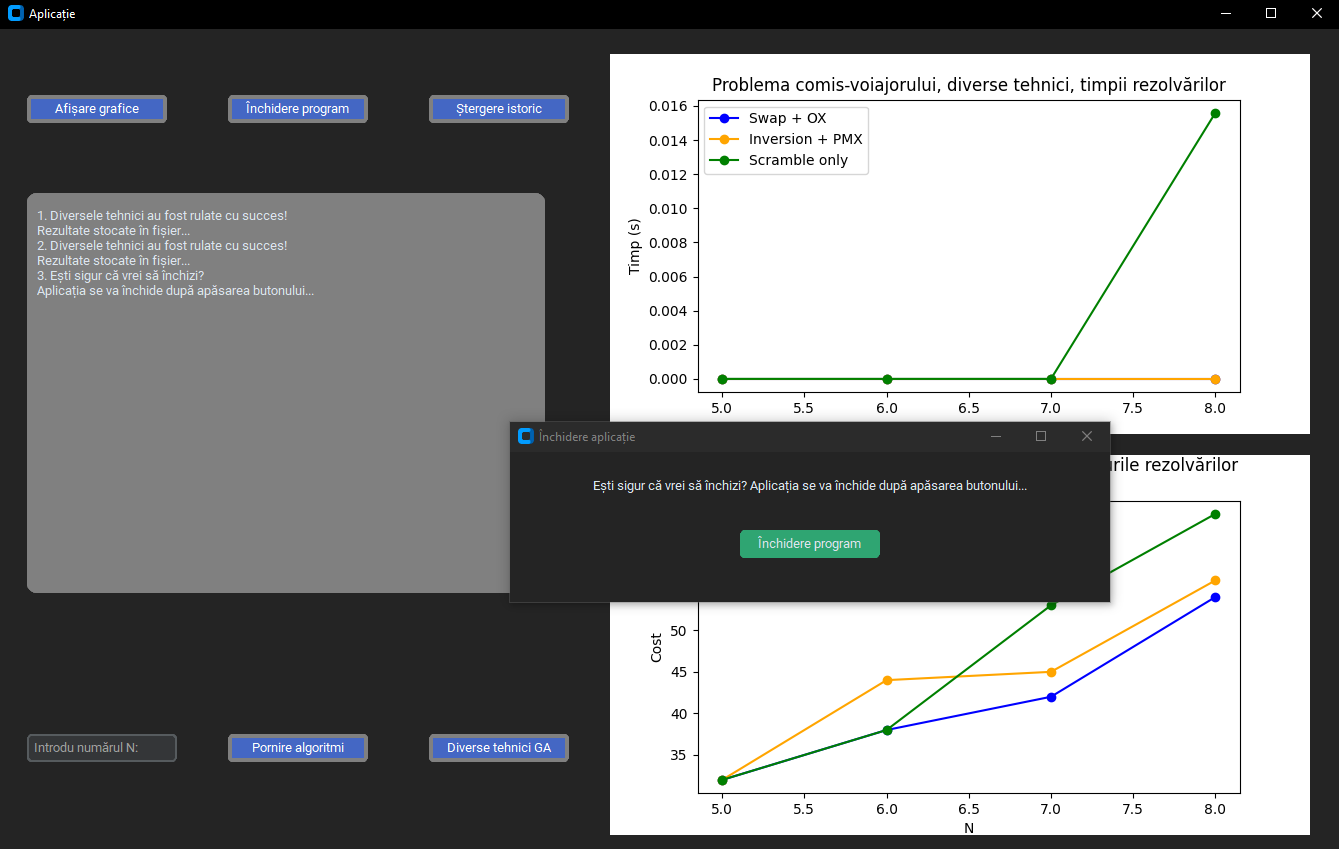 Aplicație
Afișare grafice
Închidere program
Ștergere istoric
1. Diversele tehnici au fost rulate cu succes!
Rezultate stocate în fișier...
2. Diversele tehnici au fost rulate cu succes!
Rezultate stocate în fișier...
3. Ești sigur că vrei să închizi?
Aplicația se va închide după apăsarea butonului...
Introdu numărul N:
Pornire algoritmi
Diverse tehnici GA
Problema comis-voiajorului, diverse tehnici, timpii rezolvărilor
Swap + OX
Inversion + PMX
Scramble only
Timp (s)
0.016
0.014
0.012
0.010
0.008
0.006
0.004
0.002
0.000
5.0 5.5 6.0 6.5 7.0 7.5 8.0
Închidere aplicație
Ești sigur că vrei să închizi? Aplicația se va închide după apăsarea butonului...
Închidere program
rezolvărilor
Cost
50
45
40
35
5.0 5.5 6.0 6.5 7.0 7.5 8.0
N